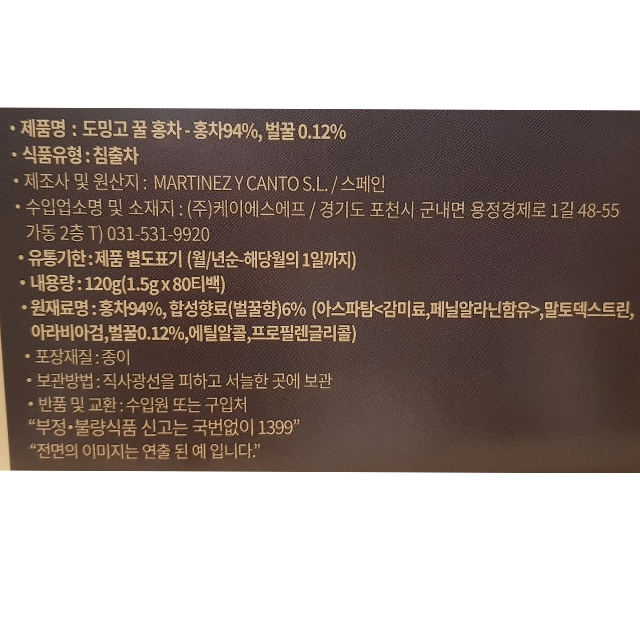 • 제품명 : 도밍고 꿀 홍차 - 홍차94%, 벌꿀 0.12%
• 식품유형 : 침출차
• 제조사 및 원산지 : MARTINEZ Y CANTO S.L. / 스페인
• 수입업소명 및 소재지 : (주)케이에스에프 / 경기도 포천시 군내면 용정경제로 1길 48-55
가동 2층 T) 031-531-9920
• 유통기한 : 제품 별도표기 (월/년순-해당월의 1일까지)
• 내용량 : 120g(1.5g x 80티백)
• 원재료명 : 홍차94%, 합성향료(벌꿀향)6% (아스파탐<감미료,페닐알라닌함유>,말토덱스트린,
아라비아검,벌꿀0.12%,에틸알콜,프로필렌글리콜)
• 포장재질 : 종이
• 보관방법 : 직사광선을 피하고 서늘한 곳에 보관
• 반품 및 교환 : 수입원 또는 구입처
“부정•불량식품 신고는 국번없이 1399”
“전면의 이미지는 연출 된 예 입니다.”